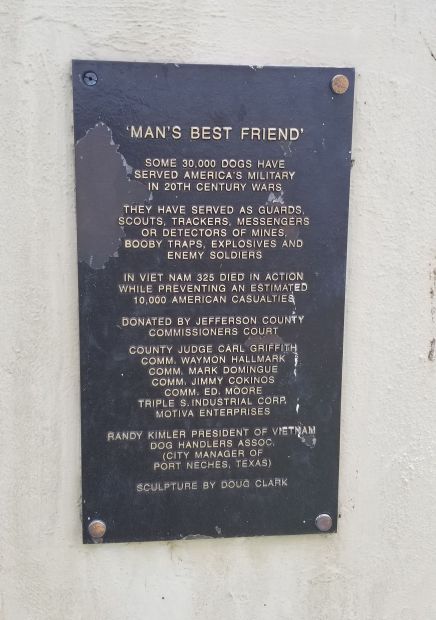 'MAN'S BEST FRIEND'
SOME 30,000 DOGS HAVE
SERVED AMERICA'S MILITARY
IN 20TH CENTURY WARS
THEY HAVE SERVED AS GUARDS,
SCOUTS, TRACKERS, MESSENGERS
OR DETECTORS OF MINES,
BOOBY TRAPS, EXPLOSIVES AND
ENEMY SOLDIERS
IN VIET NAM 325 DIED IN ACTION
WHILE PREVENTING AN ESTIMATED
10,000 AMERICAN CASUALTIES
DONATED BY JEFFERSON COUNTY
COMMISSIONERS COURT
COUNTY JUDGE CARL GRIFFITH
COMM. WAYMON HALLMARK
COMM. MARK DOMINGUE
COMM. JIMMY COKINOS
COMM. ED. MOORE
TRIPLE S. INDUSTRIAL CORP.
MOTIVA ENTERPRISES
RANDY KIMLER PRESIDENT OF VIETNAM
DOG HANDLERS ASSOC.
(CITY MANAGER OF
PORT NECHES, TEXAS)
SCULPTURE BY DOUG CLARK